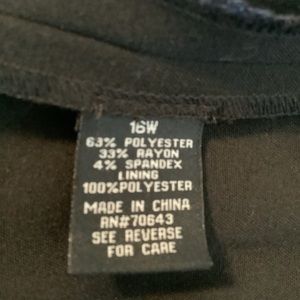 16W
63% POLYESTER
33% RAYON
4% SPANDEX
LINING
100%POLYESTER
MADE IN CHINA
RN#70643
SEE REVERSE
FOR CARE